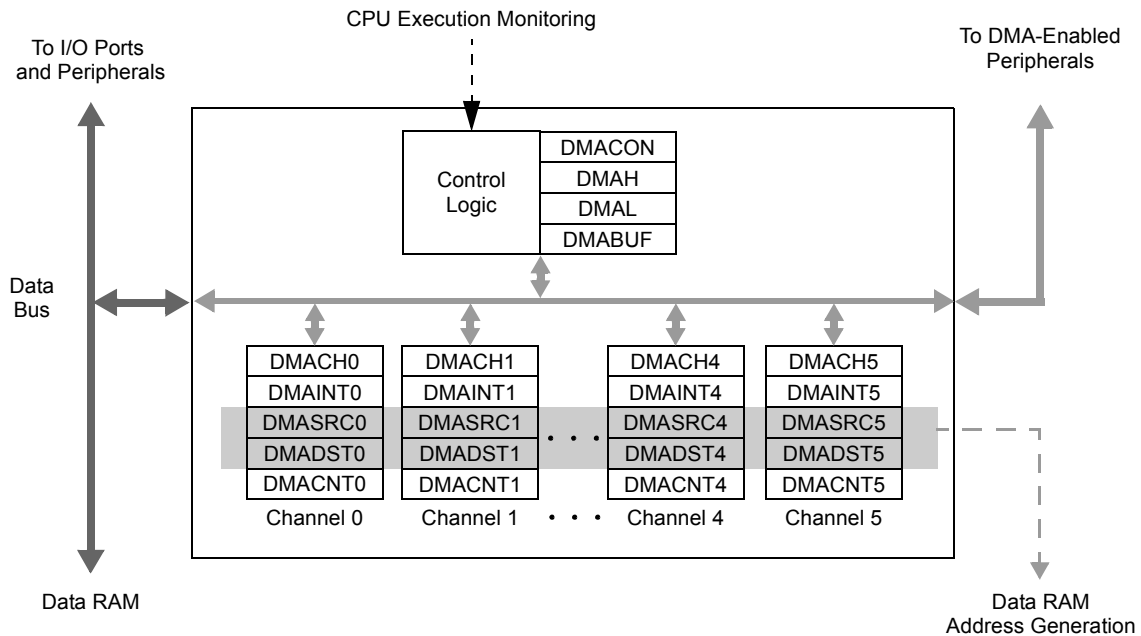 CPU Execution Monitoring
To I/O Ports
and Peripherals
To DMA-Enabled
Peripherals
Control
Logic
DMACON
DMAH
DMAL
DMABUF
Data
Bus
DMACH0
DMAINT0
DMASRC0
DMADST0
DMACNT0
Channel 0
DMACH1
DMAINT1
DMASRC1
DMADST1
DMACNT1
Channel 1
DMACH4
DMAINT4
DMASRC4
DMADST4
DMACNT4
Channel 4
DMACH5
DMAINT5
DMASRC5
DMADST5
DMACNT5
Channel 5
Data RAM
Data RAM
Address Generation